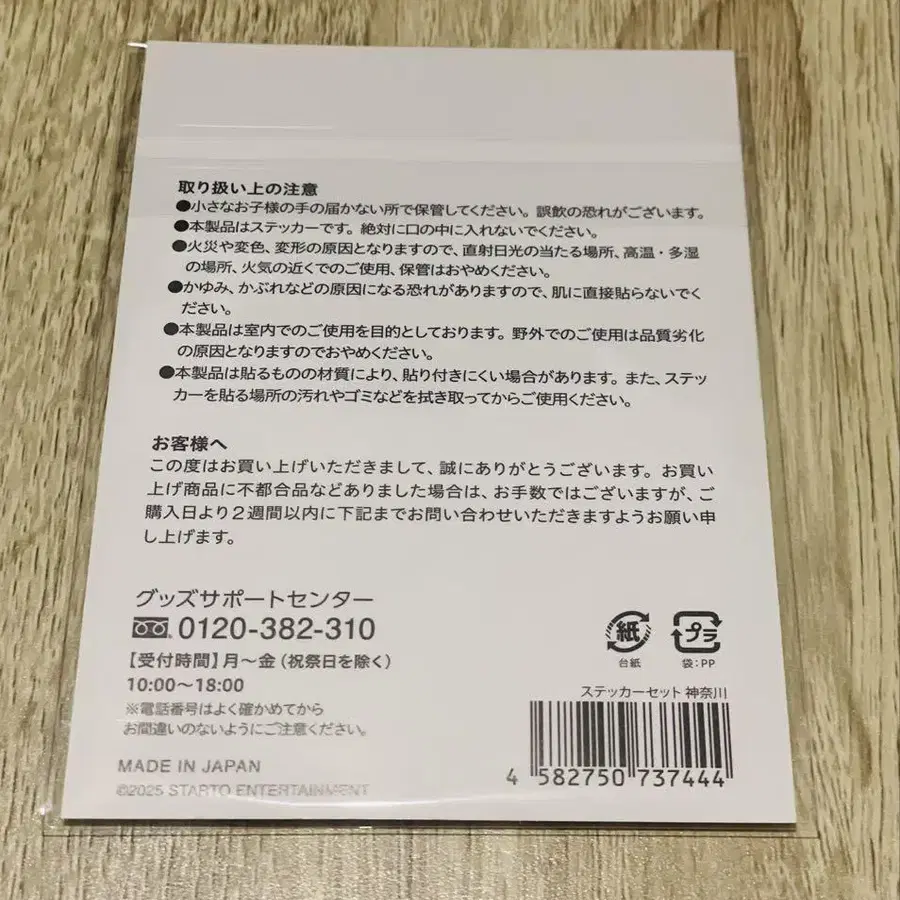 取り扱い上の注意
●小さなお子様の手の届かない所で保管してください。誤飲の恐れがございます。
●本製品はステッカーです。絶対に口の中に入れないでください。
●火災や変色、変形の原因となりますので、直射日光の当たる場所、高温・多湿
の場所、火気の近くでのご使用、保管はおやめください。
●かゆみ、かぶれなどの原因になる恐れがありますので、肌に直接貼らないでく
ださい。
●本製品は室内でのご使用を目的としております。野外でのご使用は品質劣化
の原因となりますのでおやめください。
●本製品は貼るものの材質により、貼り付きにくい場合があります。また、ステッ
カーを貼る場所の汚れやゴミなどを拭き取ってからご使用ください。
お客様へ
この度はお買い上げいただきまして、誠にありがとうございます。お買い
上げ商品に不都合品などありました場合は、お手数ではございますが、ご
購入日より2週間以内に下記までお問い合わせいただきますようお願い申
し上げます。
グッズサポートセンター
0120-382-310
【受付時間】月～金(祝祭日を除く)
10:00～18:00
※電話番号はよく確かめてから
お間違いのないようにご注意ください。
MADE IN JAPAN
©2025 STARTO ENTERTAINMENT
紙
台紙
プラ
袋:PP
ステッカーセット 神奈川
4 582750 737444